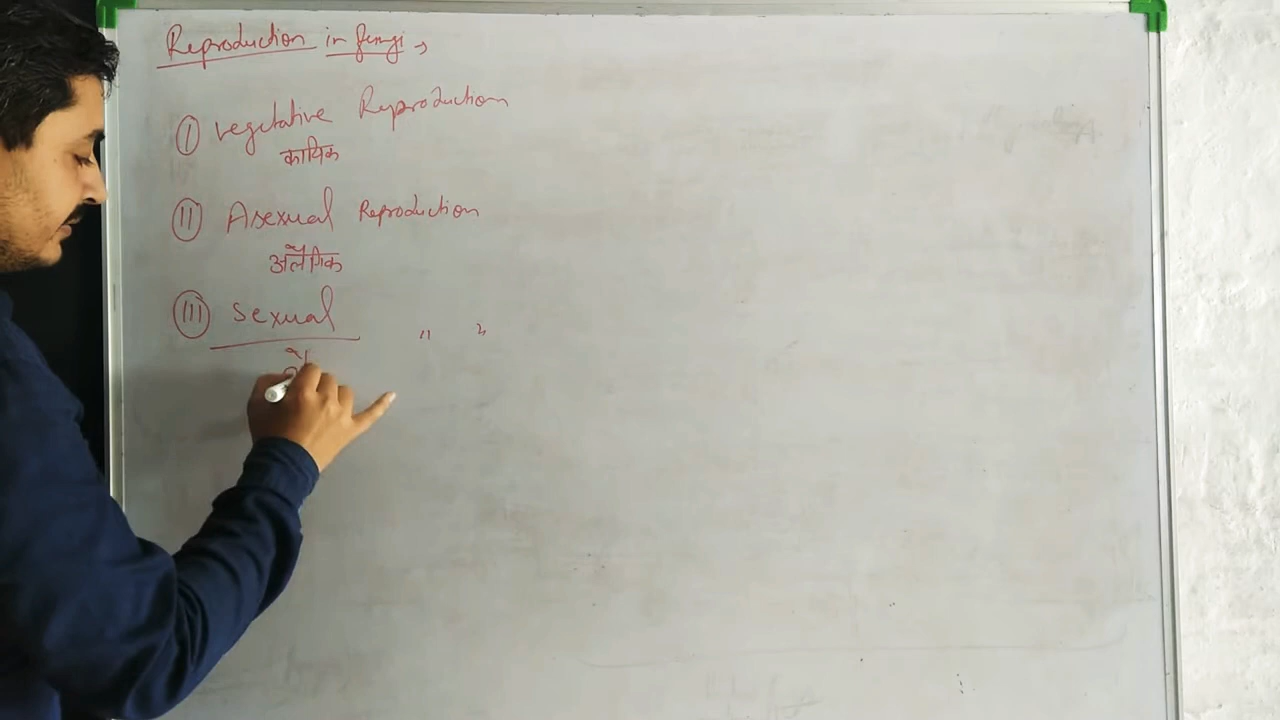 Reproduction in fungi →
I Vegetative Reproduction
कायिक
II Asexual Reproduction
अलैंगिक
III Sexual " "